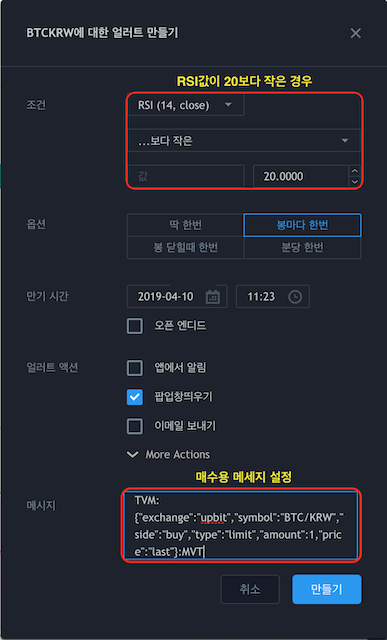 BTCKRW에 대한 얼러트 만들기
RSI값이 20보다 작은 경우
조건
RSI (14, close)
...보다 작은
값 20.0000
옵션
딱 한번 봉마다 한번
봉 닫힐때 한번 분당 한번
만기 시간
2019-04-10 11:23
오픈 엔디드
얼러트 액션
앱에서 알림
팝업창띄우기
이메일 보내기
More Actions
매수용 메세지 설정
메시지
TVM:
{"exchange":"upbit","symbol":"BTC/KRW","
side":"buy","type":"limit","amount":1,"pric
e":"last"}:MVT
취소 만들기